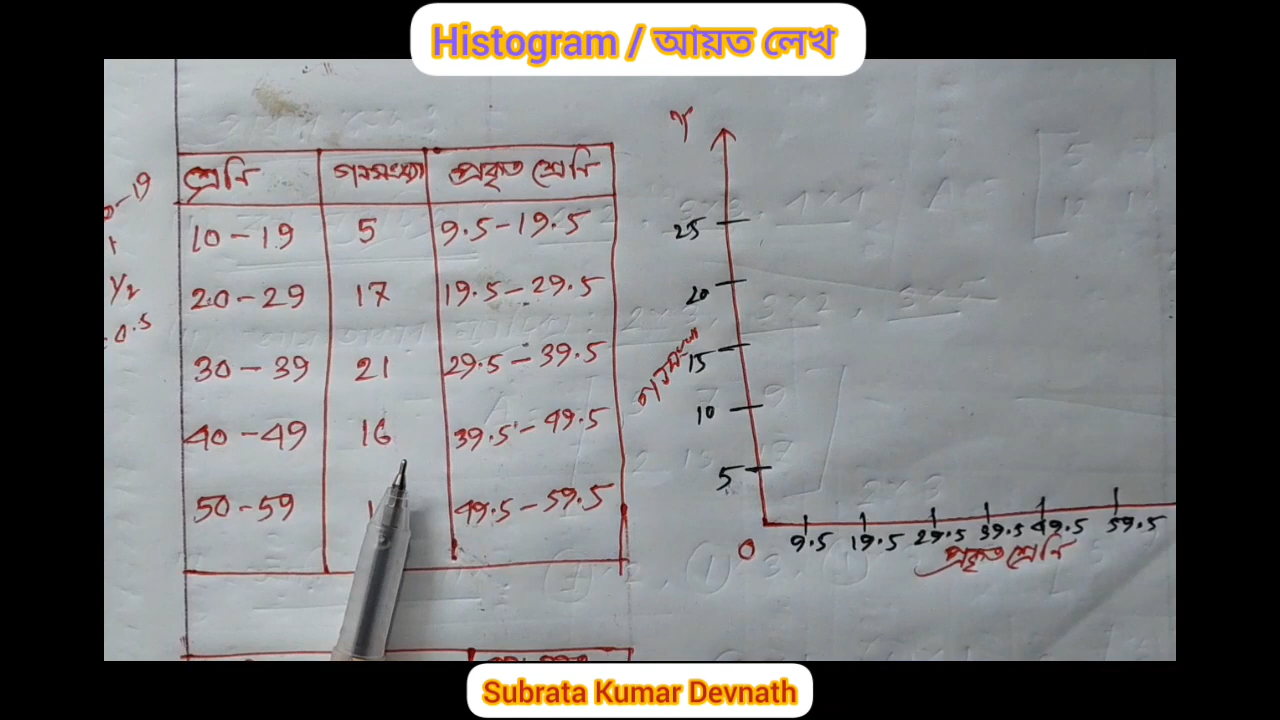 Histogram / আয়ত লেখ
শ্রেনি গনসংখ্যা প্রকৃত শ্রেনি
10-19 5 9.5-19.5
20-29 17 19.5-29.5
30-39 21 29.5-39.5
40-49 16 39.5-49.5
50-59 49.5-59.5
Y
25
20
15
10
5
গনসংখ্যা
0 9.5 19.5 29.5 39.5 49.5 59.5
প্রকৃত শ্রেনি
Subrata Kumar Devnath